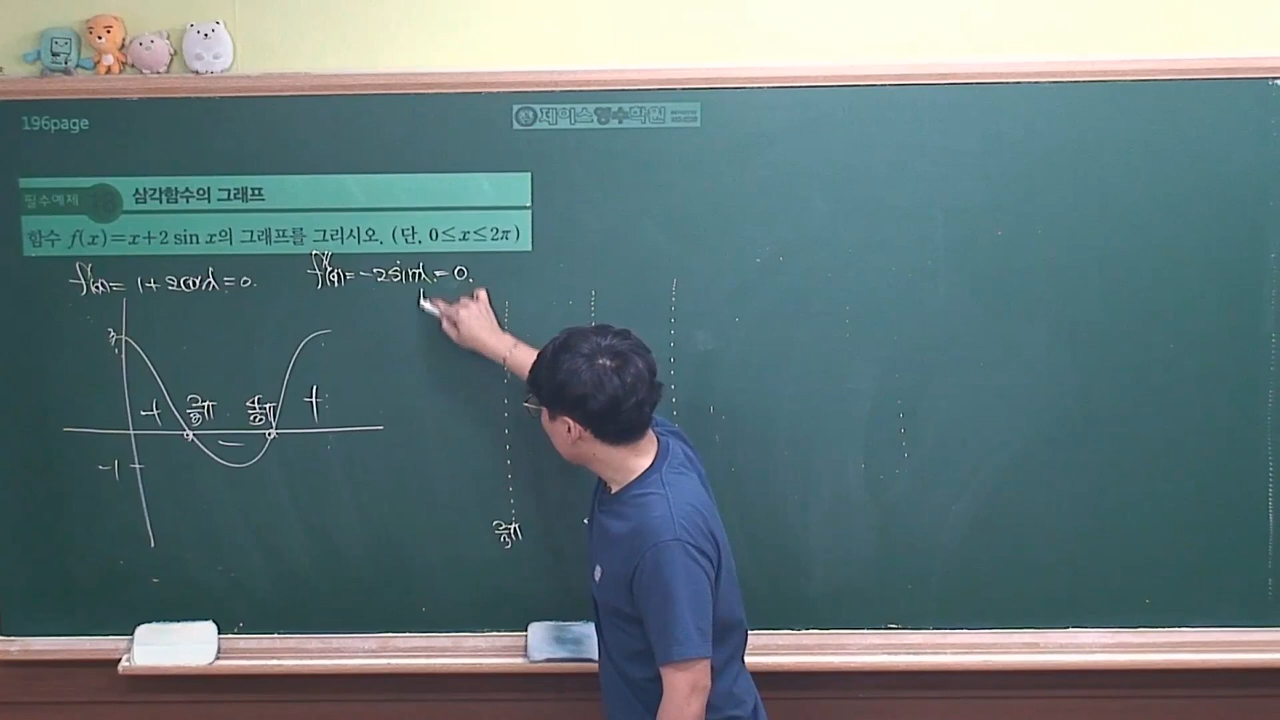 196page
제이스영수학원
필수예제
삼각함수의 그래프
함수 f(x)=x+2 sin x의 그래프를 그리시오. (단, 0≤x≤2π)
f'(x)= 1+2cosx=0.
f''(x)=-2sinx=0.
3
1
+ 2/3π 4/3π +
−
-1
2/3π